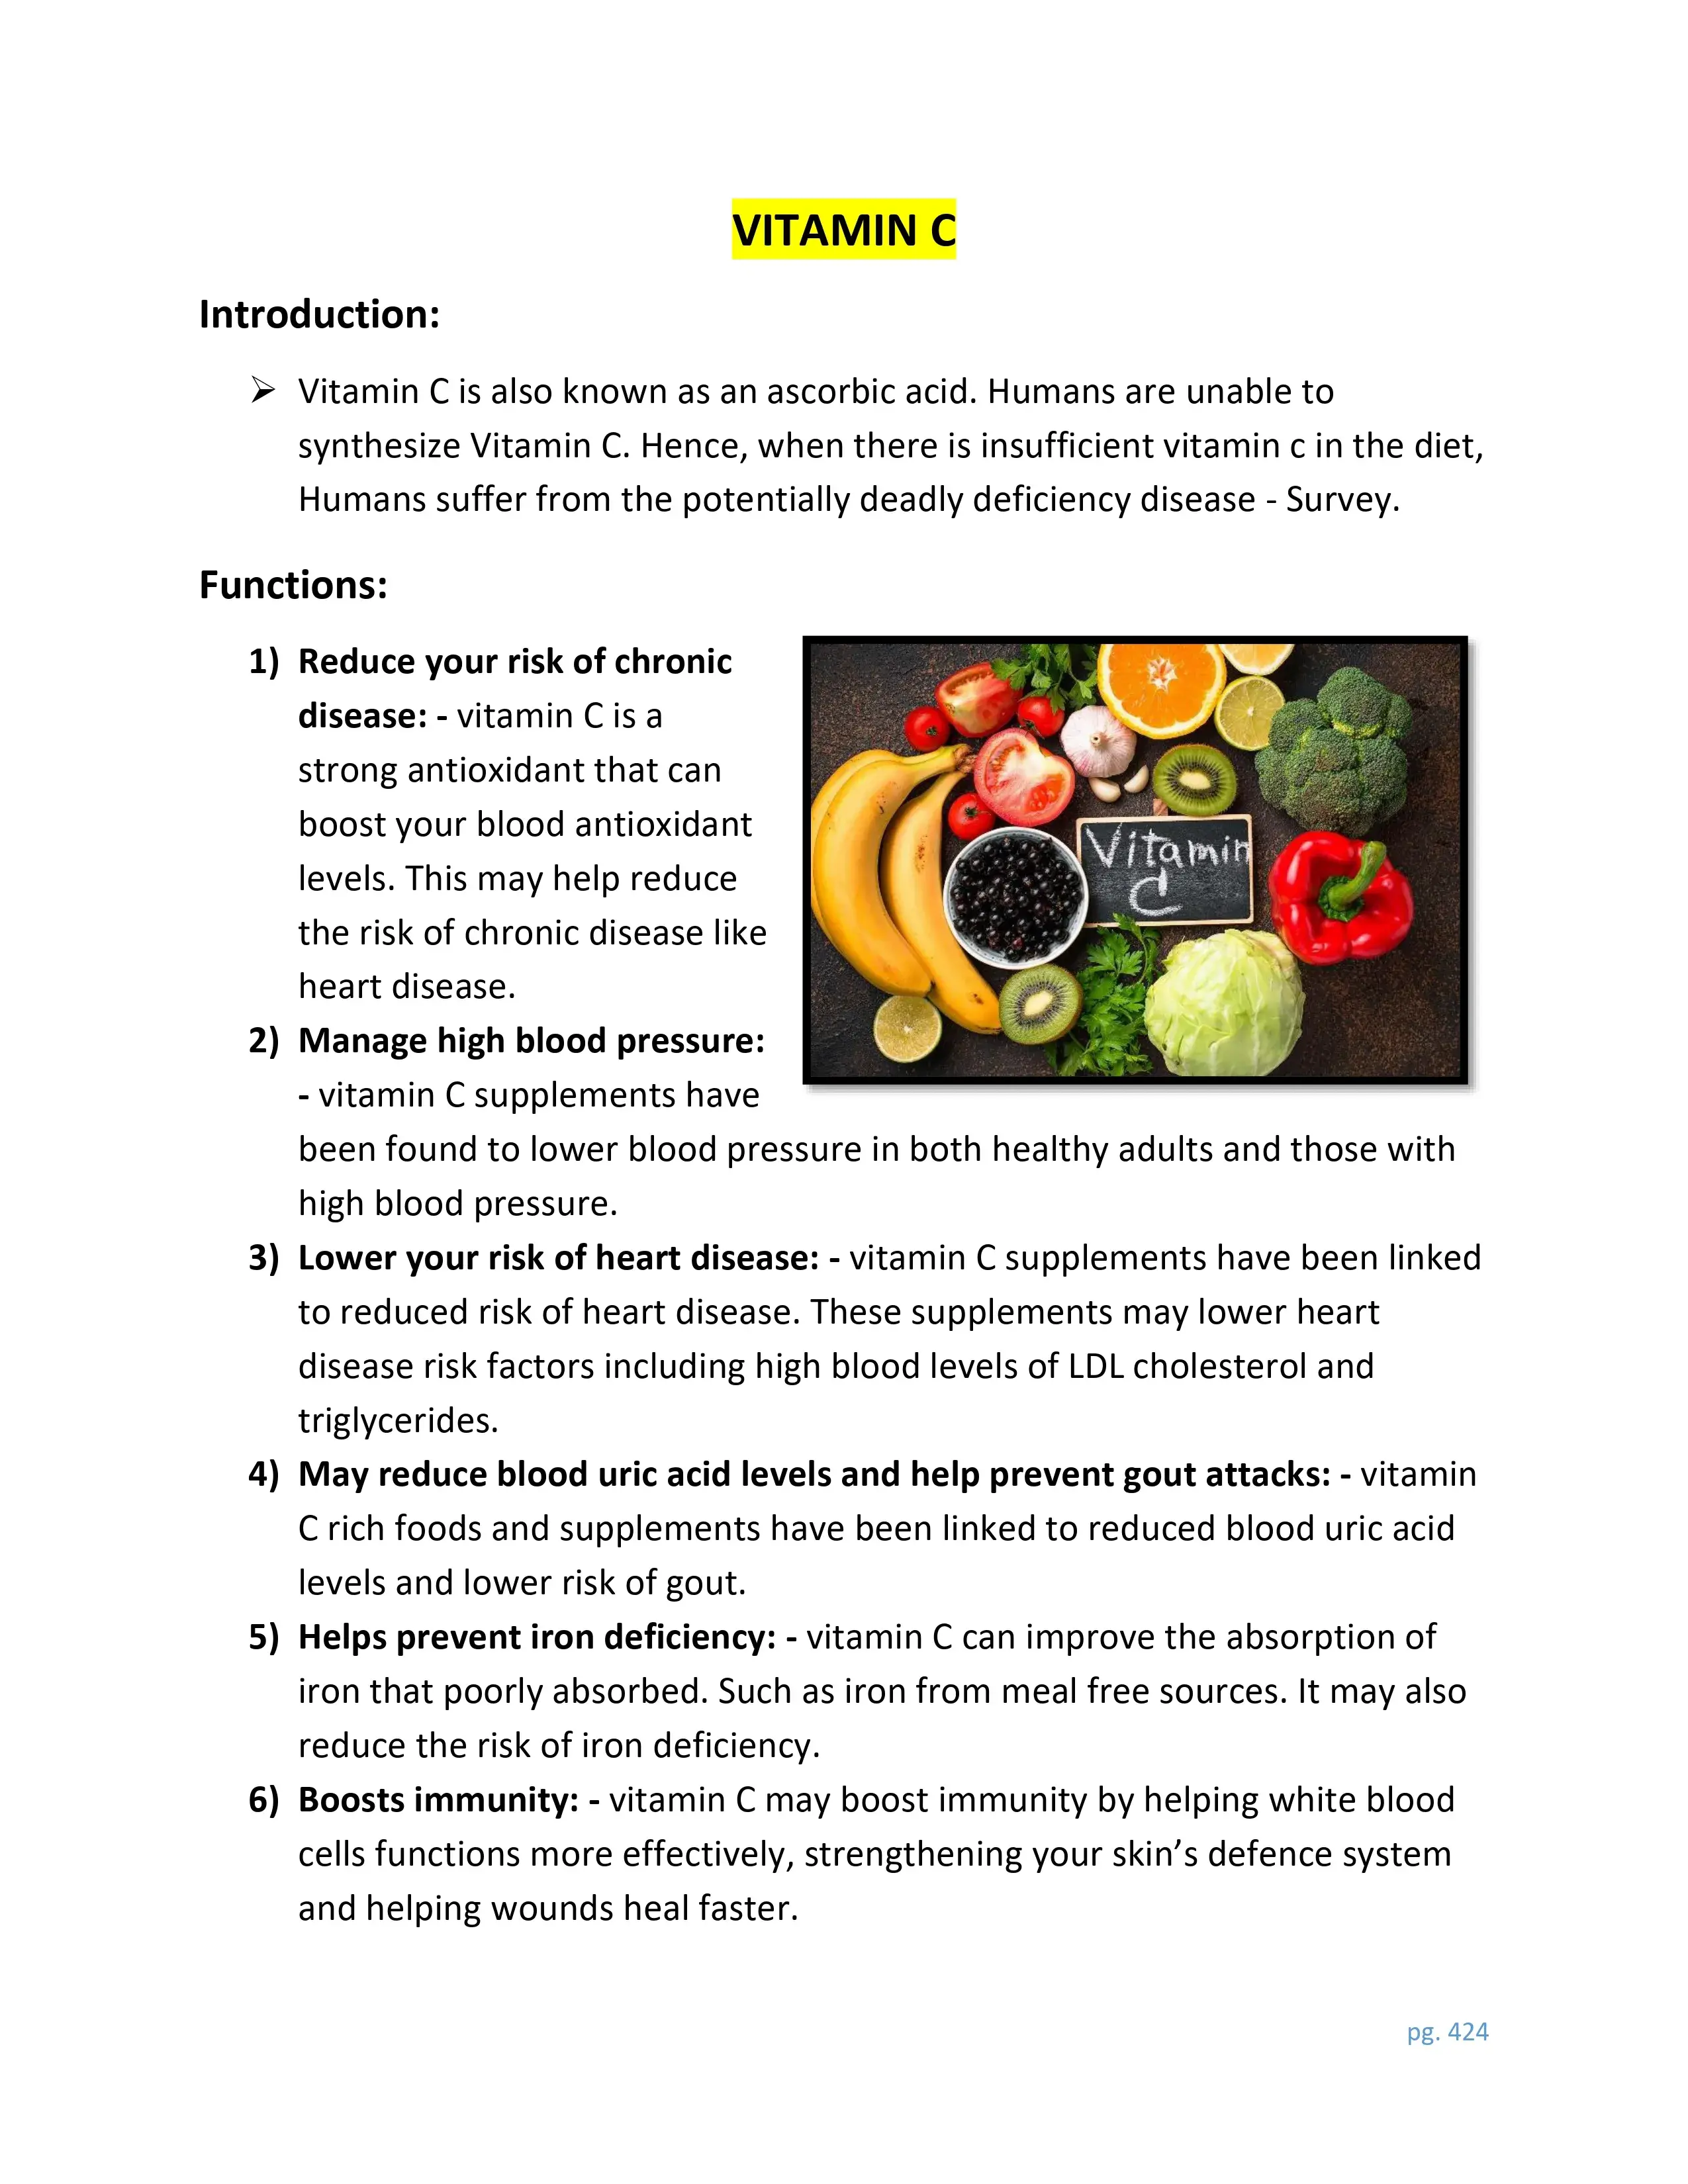 VITAMIN C
Introduction:
➢ Vitamin C is also known as an ascorbic acid. Humans are unable to
synthesize Vitamin C. Hence, when there is insufficient vitamin c in the diet,
Humans suffer from the potentially deadly deficiency disease - Survey.
Functions:
1) Reduce your risk of chronic
disease: - vitamin C is a
strong antioxidant that can
boost your blood antioxidant
levels. This may help reduce
the risk of chronic disease like
heart disease.
Vitamin
C
2) Manage high blood pressure:
- vitamin C supplements have
been found to lower blood pressure in both healthy adults and those with
high blood pressure.
3) Lower your risk of heart disease: - vitamin C supplements have been linked
to reduced risk of heart disease. These supplements may lower heart
disease risk factors including high blood levels of LDL cholesterol and
triglycerides.
4) May reduce blood uric acid levels and help prevent gout attacks: - vitamin
C rich foods and supplements have been linked to reduced blood uric acid
levels and lower risk of gout.
5) Helps prevent iron deficiency: - vitamin C can improve the absorption of
iron that poorly absorbed. Such as iron from meal free sources. It may also
reduce the risk of iron deficiency.
6) Boosts immunity: - vitamin C may boost immunity by helping white blood
cells functions more effectively, strengthening your skin’s defence system
and helping wounds heal faster.
pg. 424